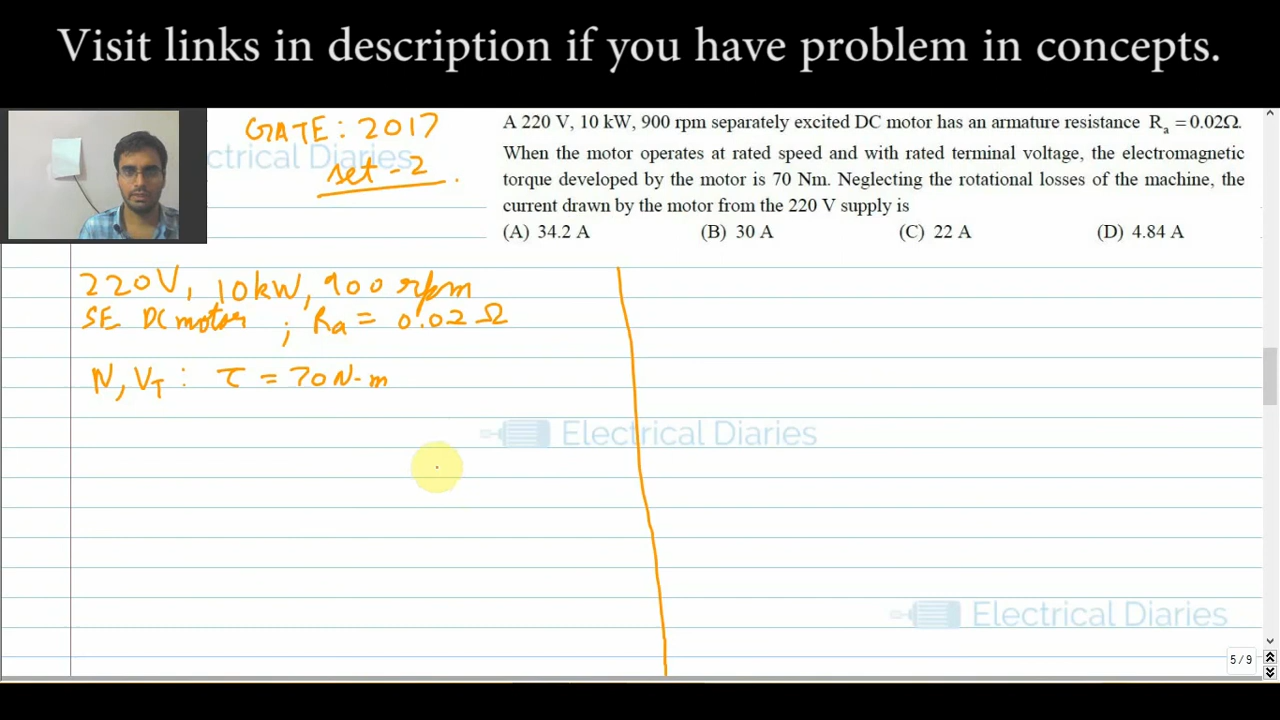 Visit links in description if you have problem in concepts.
GATE: 2017
ctrical Diaries
set - 2
A 220 V, 10 kW, 900 rpm separately excited DC motor has an armature resistance Rₐ = 0.02Ω.
When the motor operates at rated speed and with rated terminal voltage, the electromagnetic
torque developed by the motor is 70 Nm. Neglecting the rotational losses of the machine, the
current drawn by the motor from the 220 V supply is
(A) 34.2 A (B) 30 A (C) 22 A (D) 4.84 A
220V, 10kW, 900 rpm
SE DC motor ; Ra = 0.02 Ω
N, VT : τ = 70 N-m
Electrical Diaries
Electrical Diaries
5/9